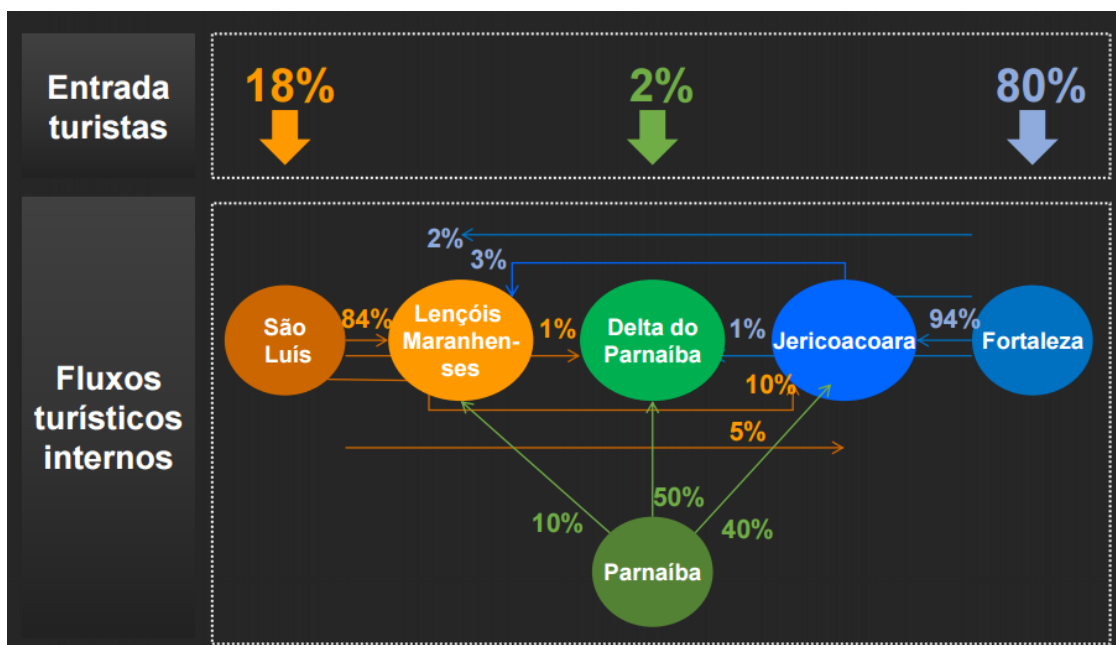 Entrada
turistas
18%
2%
80%
Fluxos
turísticos
internos
2%
3%
São
Luís
84%
Lençóis
Maranhen-
ses
1%
Delta do
Parnaíba
1%
Jericoacoara
94%
Fortaleza
10%
5%
10%
50%
40%
Parnaíba